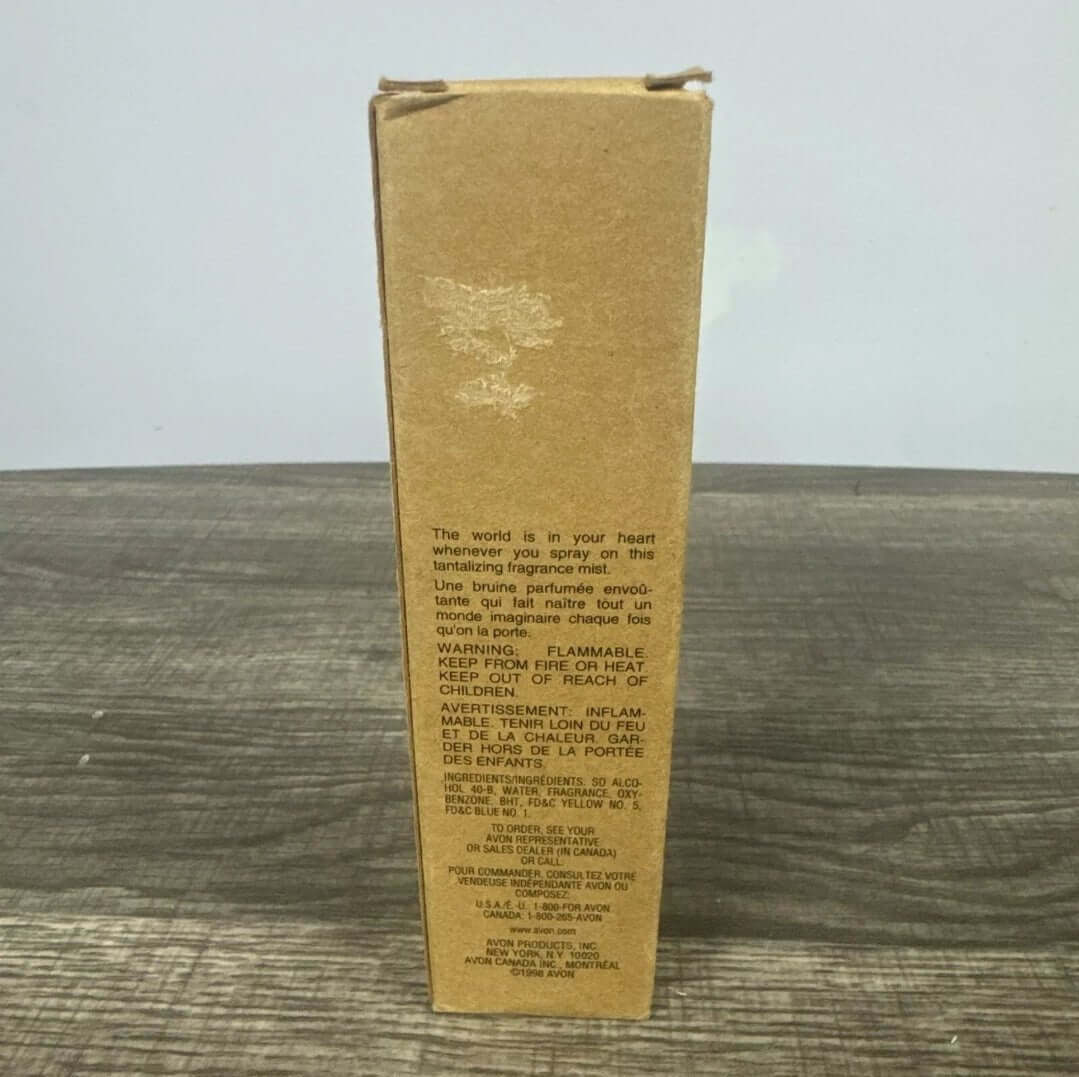 The world is in your heart
whenever you spray on this
tantalizing fragrance mist.
Une bruine parfumée envoû-
tante qui fait naître tout un
monde imaginaire chaque fois
qu'on la porte.
WARNING: FLAMMABLE.
KEEP FROM FIRE OR HEAT.
KEEP OUT OF REACH OF
CHILDREN.
AVERTISSEMENT: INFLAM-
MABLE. TENIR LOIN DU FEU
ET DE LA CHALEUR. GAR-
DER HORS DE LA PORTÉE
DES ENFANTS.
INGREDIENTS/INGRÉDIENTS: SD ALCO-
HOL 40-B, WATER, FRAGRANCE, OXY-
BENZONE, BHT, FD&C YELLOW NO. 5,
FD&C BLUE NO. 1.
TO ORDER, SEE YOUR
AVON REPRESENTATIVE
OR SALES DEALER (IN CANADA)
OR CALL:
POUR COMMANDER, CONSULTEZ VOTRE
VENDEUSE INDÉPENDANTE AVON OU
COMPOSEZ:
U.S.A./É.-U.: 1-800-FOR AVON
CANADA: 1-800-265-AVON
www.avon.com
AVON PRODUCTS, INC.
NEW YORK, N.Y. 10020
AVON CANADA INC., MONTRÉAL
©1998 AVON